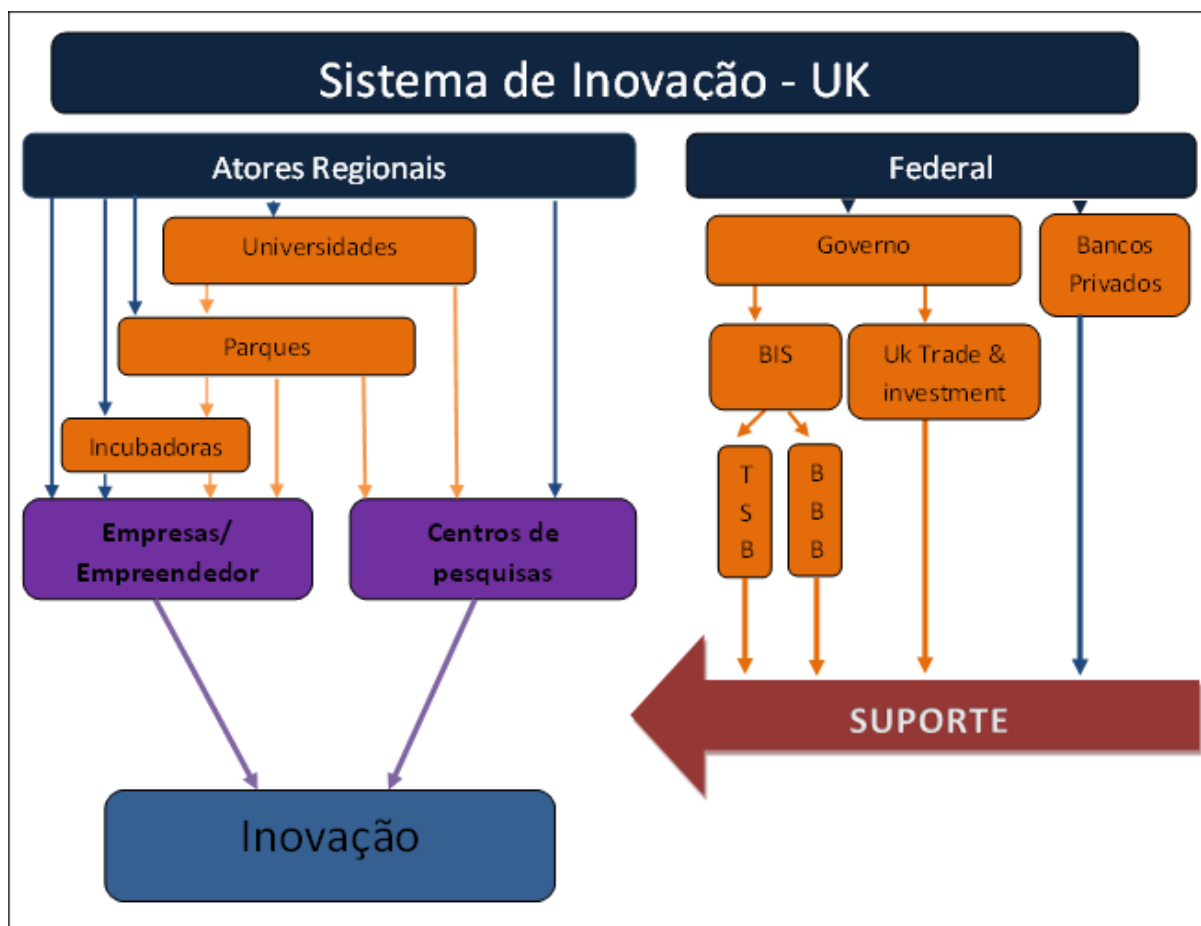 Sistema de Inovação - UK
Atores Regionais
Federal
Universidades
Governo
Bancos
Privados
Parques
BIS
Uk Trade &
investment
Incubadoras
T
S
B
B
B
B
Empresas/
Empreendedor
Centros de
pesquisas
SUPORTE
Inovação